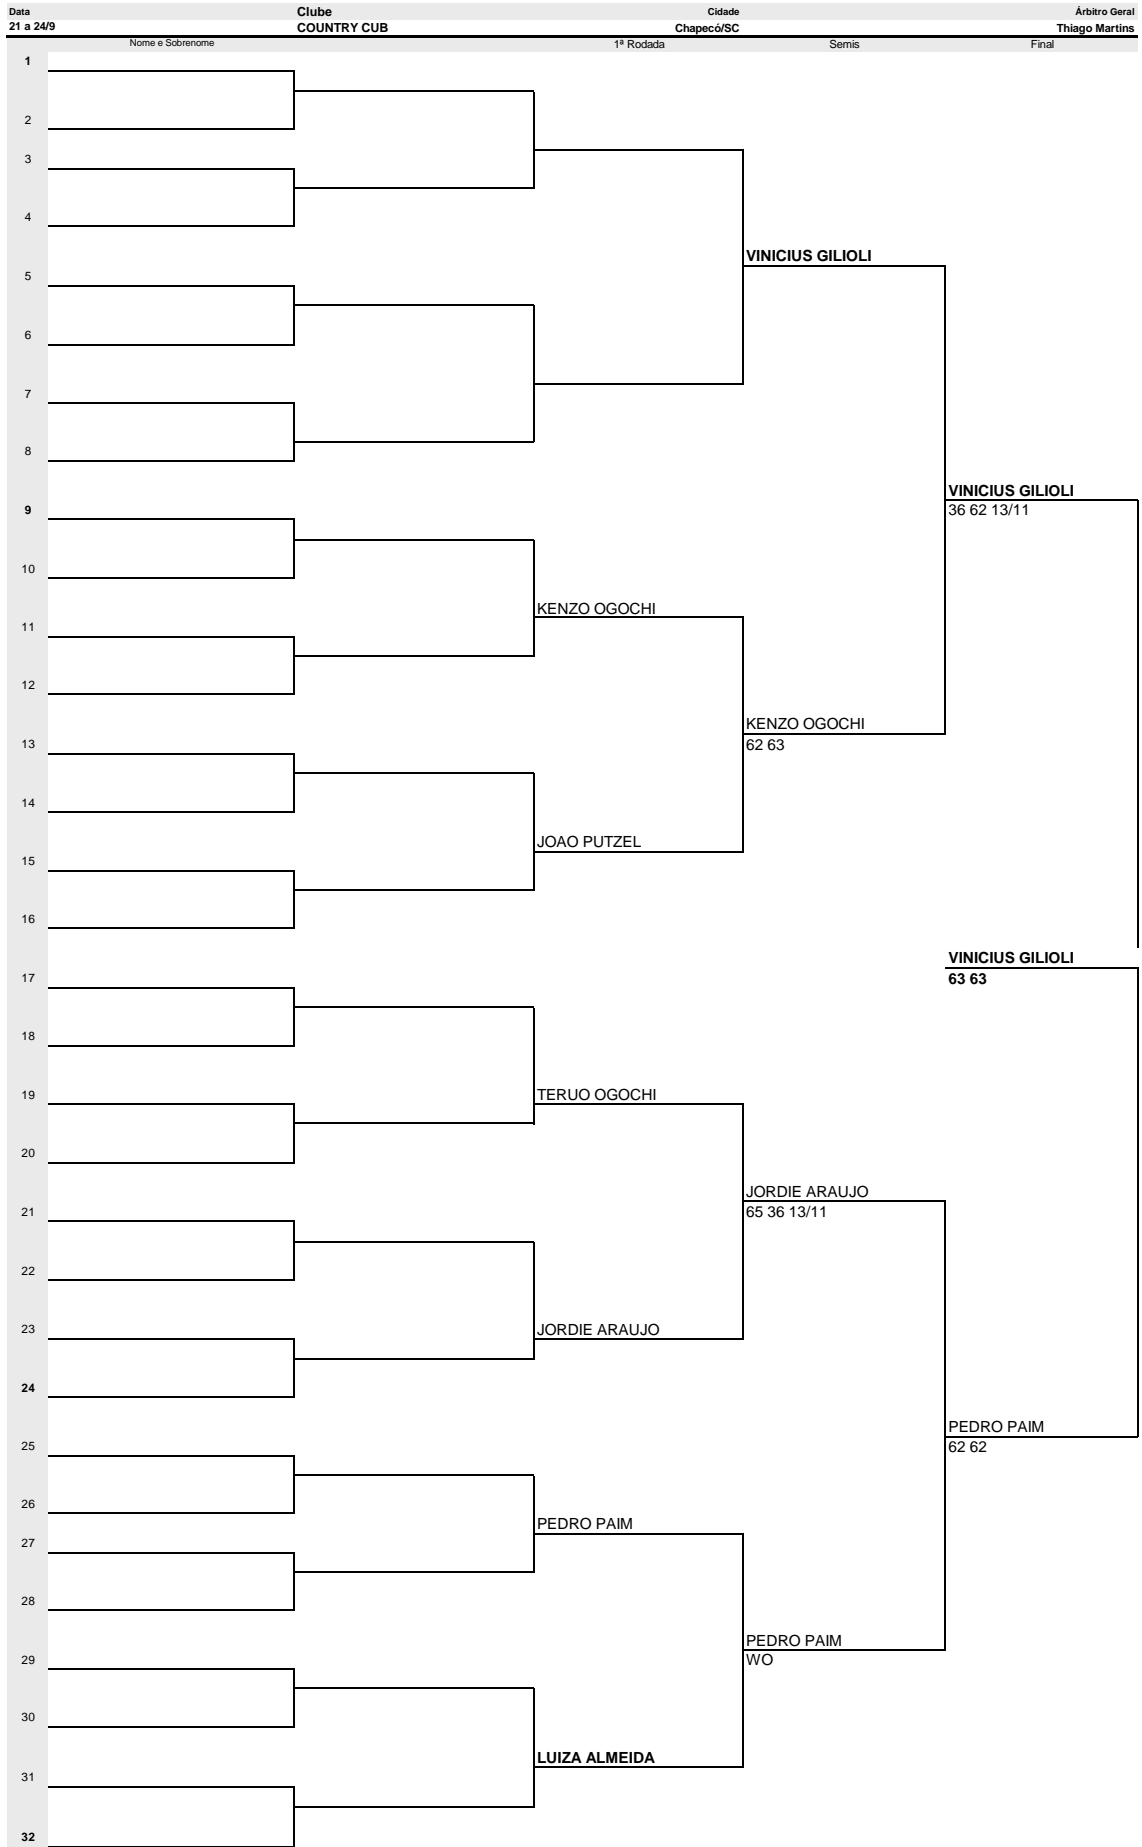 Data Clube Cidade Árbitro Geral
21 a 24/9 COUNTRY CUB Chapecó/SC Thiago Martins
Nome e Sobrenome 1ª Rodada Semis Final
1
2
3
4
VINICIUS GILIOLI
5
6
7
8
VINICIUS GILIOLI
9 36 62 13/11
10
KENZO OGOCHI
11
12
KENZO OGOCHI
13 62 63
14
JOAO PUTZEL
15
16
VINICIUS GILIOLI
17 63 63
18
19 TERUO OGOCHI
20
JORDIE ARAUJO
21 65 36 13/11
22
23 JORDIE ARAUJO
24
PEDRO PAIM
25 62 62
26
PEDRO PAIM
27
28
PEDRO PAIM
29 WO
30
LUIZA ALMEIDA
31
32